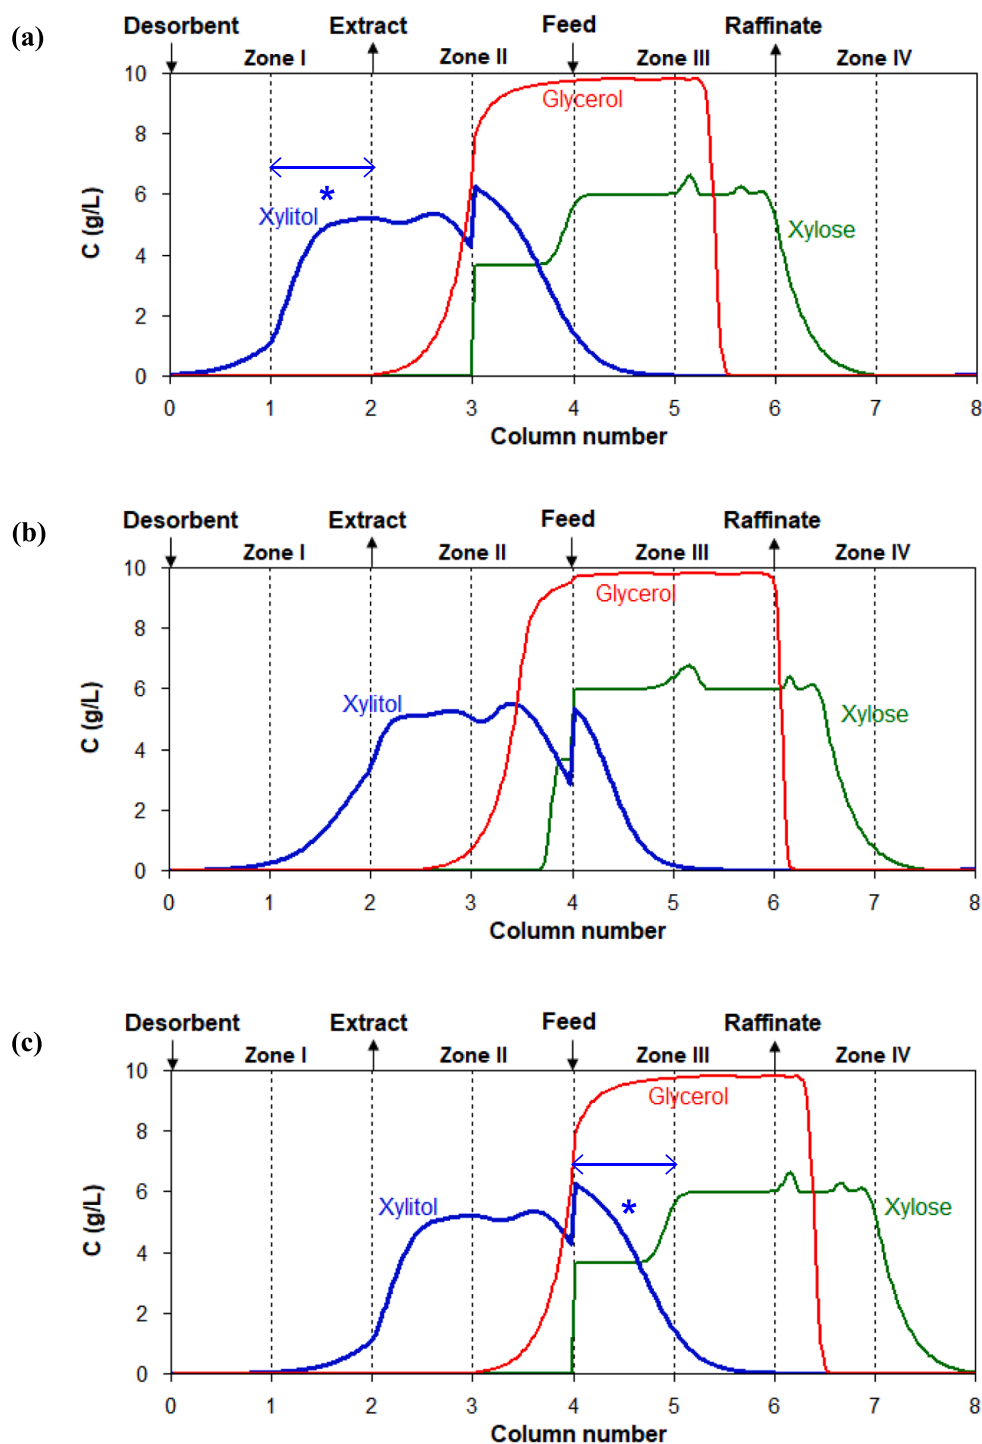 (a)
Desorbent Extract Feed Raffinate
Zone I Zone II Zone III Zone IV
10
Glycerol
8
*
6
Xylitol
Xylose
C (g/L)
4
2
0
0 1 2 3 4 5 6 7 8
Column number
(b)
Desorbent Extract Feed Raffinate
Zone I Zone II Zone III Zone IV
10
Glycerol
8
6
Xylitol
Xylose
C (g/L)
4
2
0
0 1 2 3 4 5 6 7 8
Column number
(c)
Desorbent Extract Feed Raffinate
Zone I Zone II Zone III Zone IV
10
Glycerol
8
6
Xylitol
*
Xylose
C (g/L)
4
2
0
0 1 2 3 4 5 6 7 8
Column number